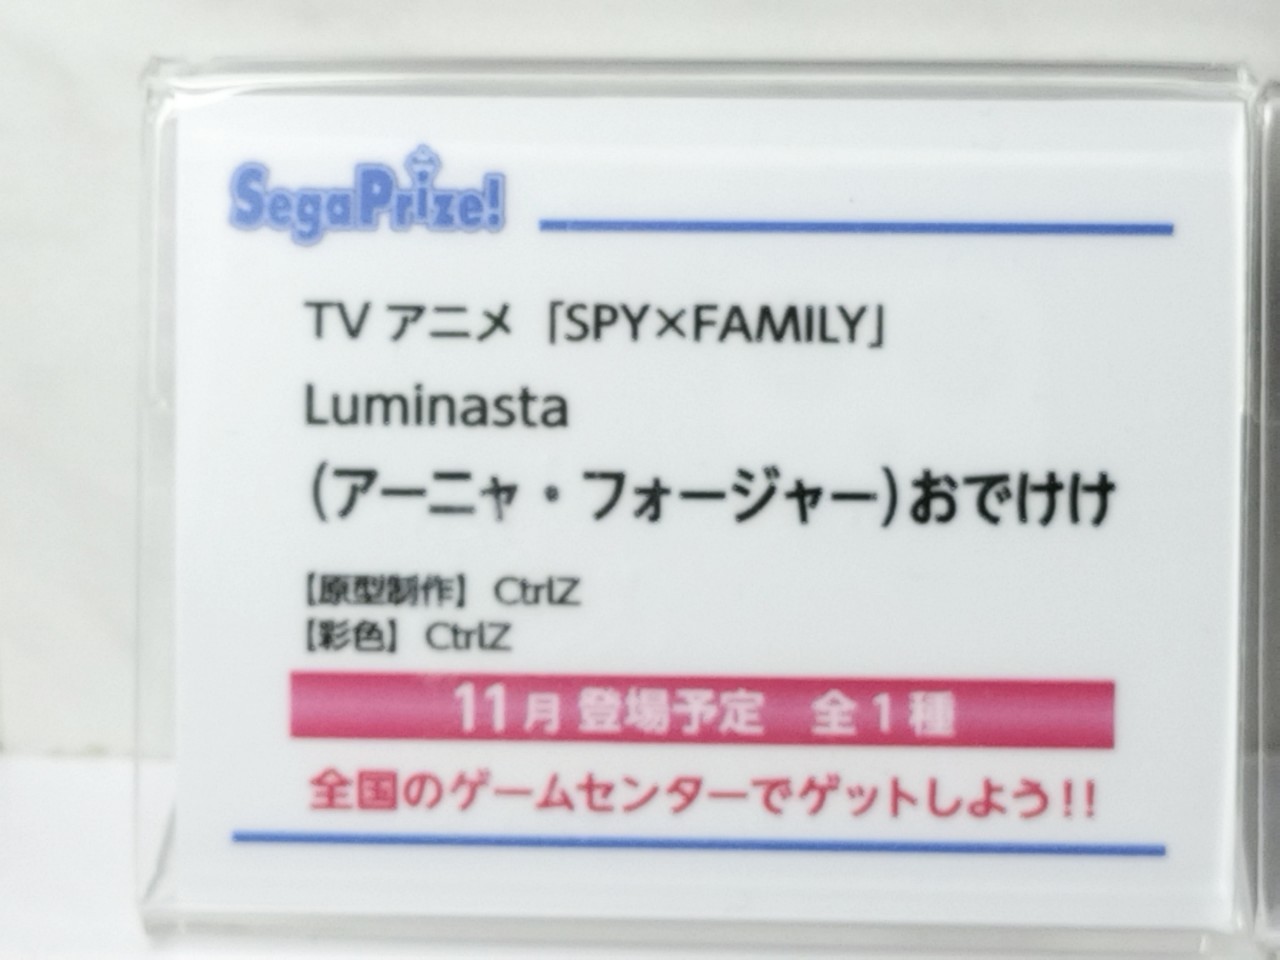 SegaPrize!
TV アニメ「SPY×FAMILY」
Luminasta
(アーニャ・フォージャー)おでけけ
【原型制作】 CtrlZ
【彩色】 CtrlZ
11月 登場予定 全1種
全国のゲームセンターでゲットしよう!!